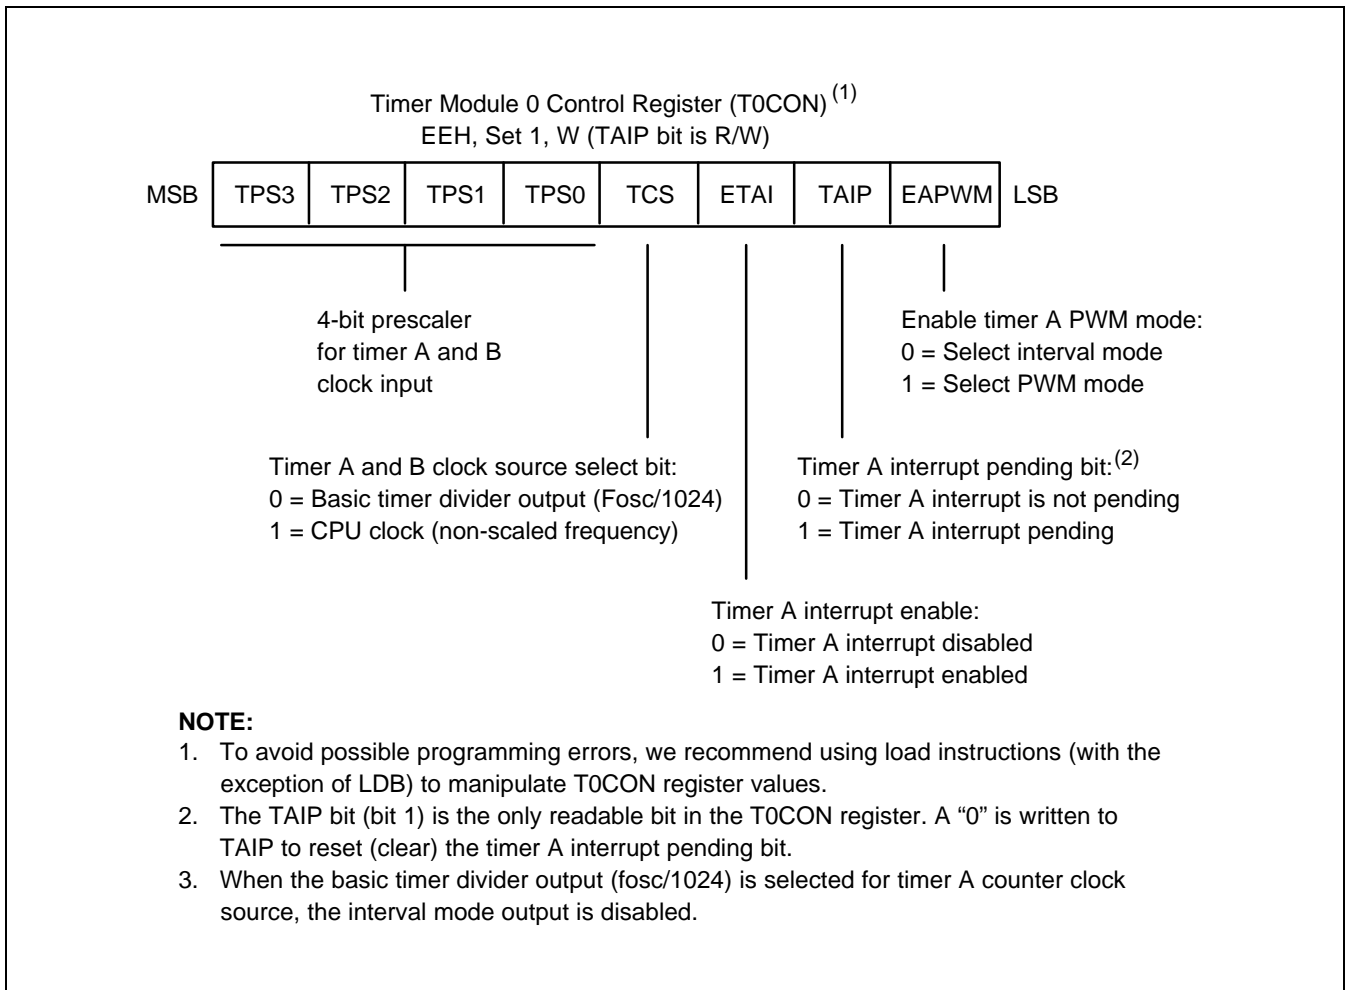 Timer Module 0 Control Register (T0CON) (1)
EEH, Set 1, W (TAIP bit is R/W)
MSB TPS3 TPS2 TPS1 TPS0 TCS ETAI TAIP EAPWM LSB
4-bit prescaler
for timer A and B
clock input
Enable timer A PWM mode:
0 = Select interval mode
1 = Select PWM mode
Timer A and B clock source select bit:
0 = Basic timer divider output (Fosc/1024)
1 = CPU clock (non-scaled frequency)
Timer A interrupt pending bit:(2)
0 = Timer A interrupt is not pending
1 = Timer A interrupt pending
Timer A interrupt enable:
0 = Timer A interrupt disabled
1 = Timer A interrupt enabled
NOTE:
1. To avoid possible programming errors, we recommend using load instructions (with the
exception of LDB) to manipulate T0CON register values.
2. The TAIP bit (bit 1) is the only readable bit in the T0CON register. A “0” is written to
TAIP to reset (clear) the timer A interrupt pending bit.
3. When the basic timer divider output (fosc/1024) is selected for timer A counter clock
source, the interval mode output is disabled.